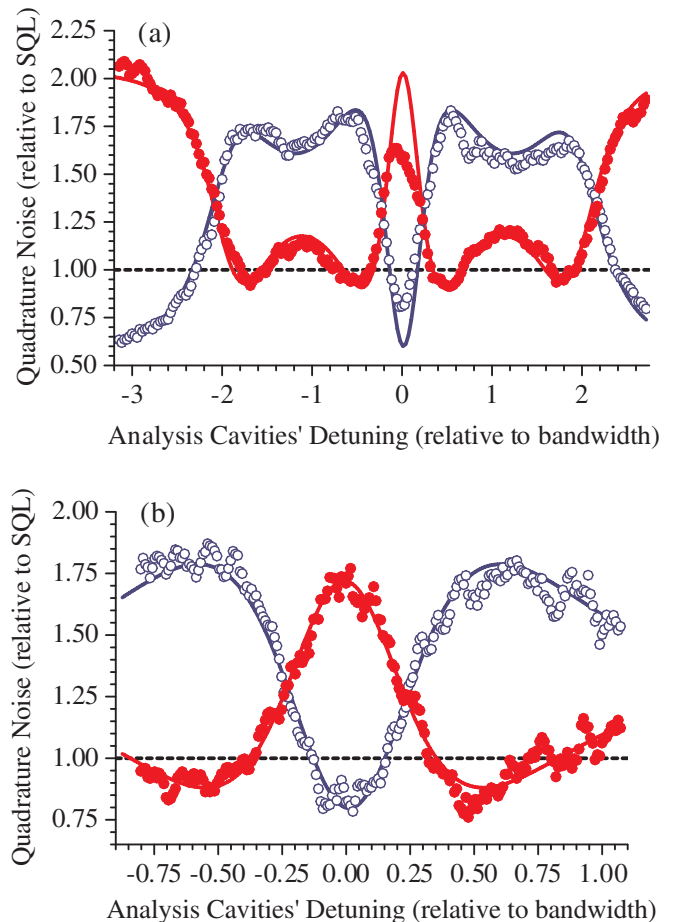 (a)
Quadrature Noise (relative to SQL)
2.25
2.00
1.75
1.50
1.25
1.00
0.75
0.50
-3 -2 -1 0 1 2
Analysis Cavities' Detuning (relative to bandwidth)
(b)
Quadrature Noise (relative to SQL)
2.00
1.75
1.50
1.25
1.00
0.75
-0.75 -0.50 -0.25 0.00 0.25 0.50 0.75 1.00
Analysis Cavities' Detuning (relative to bandwidth)